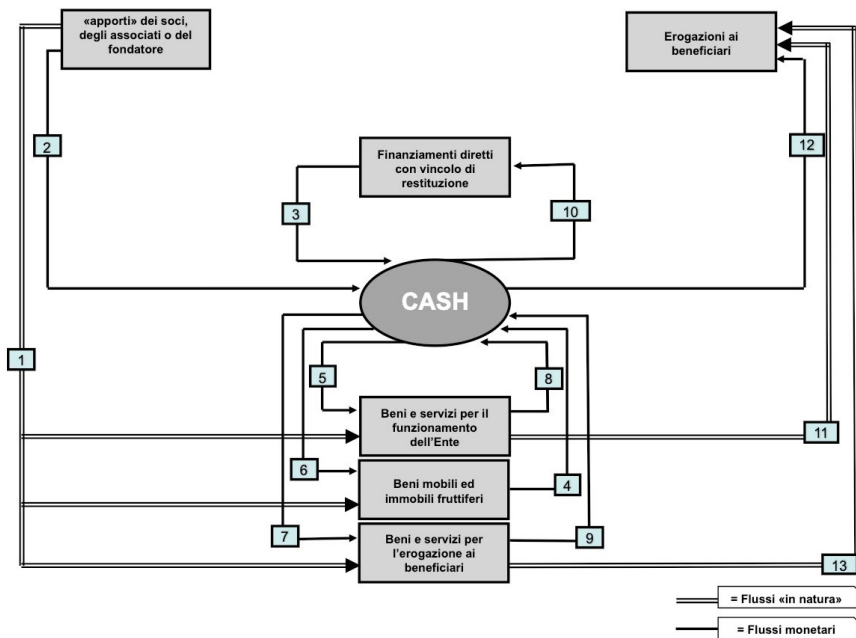 «apporti» dei soci,
degli associati o del
fondatore
Erogazioni ai
beneficiari
2
12
Finanziamenti diretti
con vincolo di
restituzione
3
10
CASH
1
5
8
Beni e servizi per il
funzionamento
dell'Ente
11
6
Beni mobili ed
immobili fruttiferi
4
7
Beni e servizi per
l'erogazione ai
beneficiari
9
13
= Flussi «in natura»
= Flussi monetari